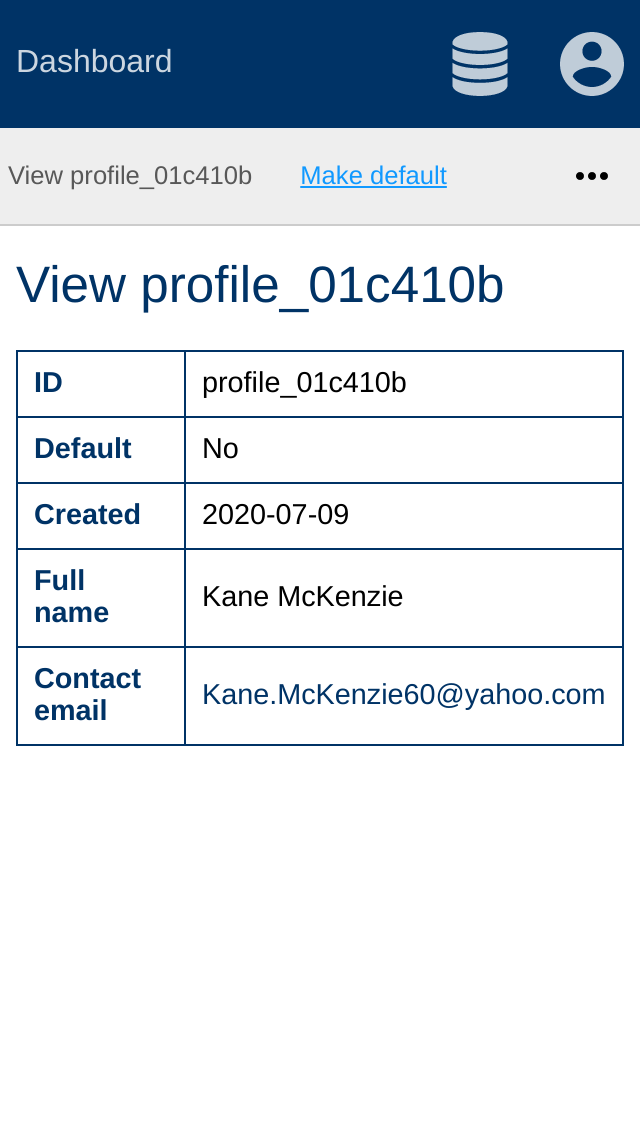 Dashboard
View profile_01c410b Make default
View profile_01c410b
ID profile_01c410b
Default No
Created 2020-07-09
Full
name Kane McKenzie
Contact
email Kane.McKenzie60@yahoo.com